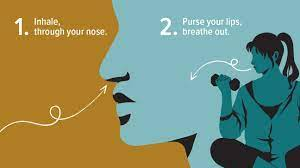 1. Inhale,
through your nose.
2. Purse your lips,
breathe out.